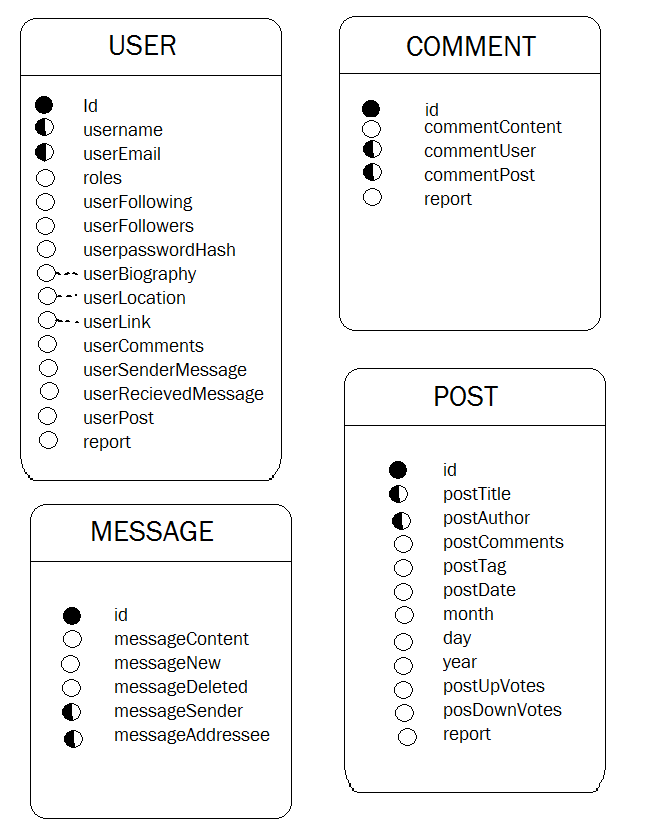 USER
Id
username
userEmail
roles
userFollowing
userFollowers
userpasswordHash
userBiography
userLocation
userLink
userComments
userSenderMessage
userRecievedMessage
userPost
report
COMMENT
id
commentContent
commentUser
commentPost
report
MESSAGE
id
messageContent
messageNew
messageDeleted
messageSender
messageAddressee
POST
id
postTitle
postAuthor
postComments
postTag
postDate
month
day
year
postUpVotes
posDownVotes
report